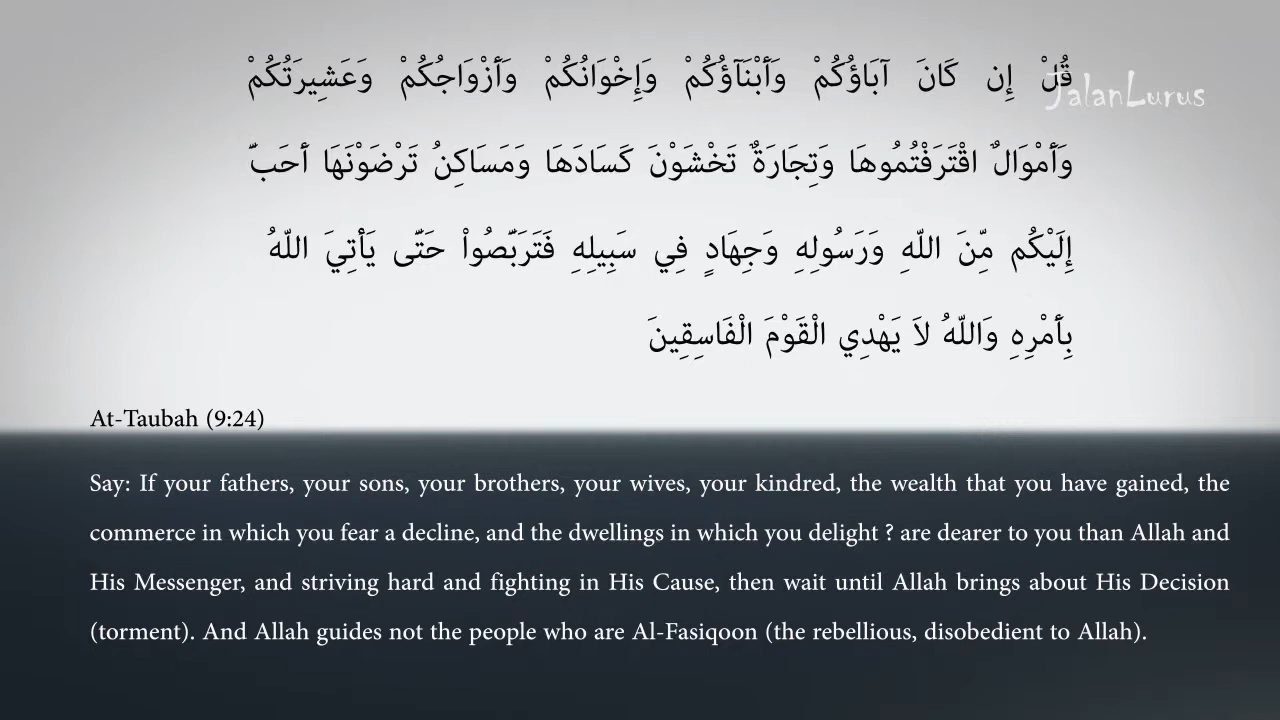 قُلْ إِن كَانَ آبَاؤُكُمْ وَأَبْنَآؤُكُمْ وَإِخْوَانُكُمْ وَأَزْوَاجُكُمْ وَعَشِيرَتُكُمْ
JalanLurus
وَأَمْوَالٌ اقْتَرَفْتُمُوهَا وَتِجَارَةٌ تَخْشَوْنَ كَسَادَهَا وَمَسَاكِنُ تَرْضَوْنَهَا أَحَبَّ
إِلَيْكُم مِّنَ اللّهِ وَرَسُولِهِ وَجِهَادٍ فِي سَبِيلِهِ فَتَرَبَّصُواْ حَتَّى يَأْتِيَ اللّهُ
بِأَمْرِهِ وَاللّهُ لاَ يَهْدِي الْقَوْمَ الْفَاسِقِينَ
At-Taubah (9:24)
Say: If your fathers, your sons, your brothers, your wives, your kindred, the wealth that you have gained, the
commerce in which you fear a decline, and the dwellings in which you delight ? are dearer to you than Allah and
His Messenger, and striving hard and fighting in His Cause, then wait until Allah brings about His Decision
(torment). And Allah guides not the people who are Al-Fasiqoon (the rebellious, disobedient to Allah).